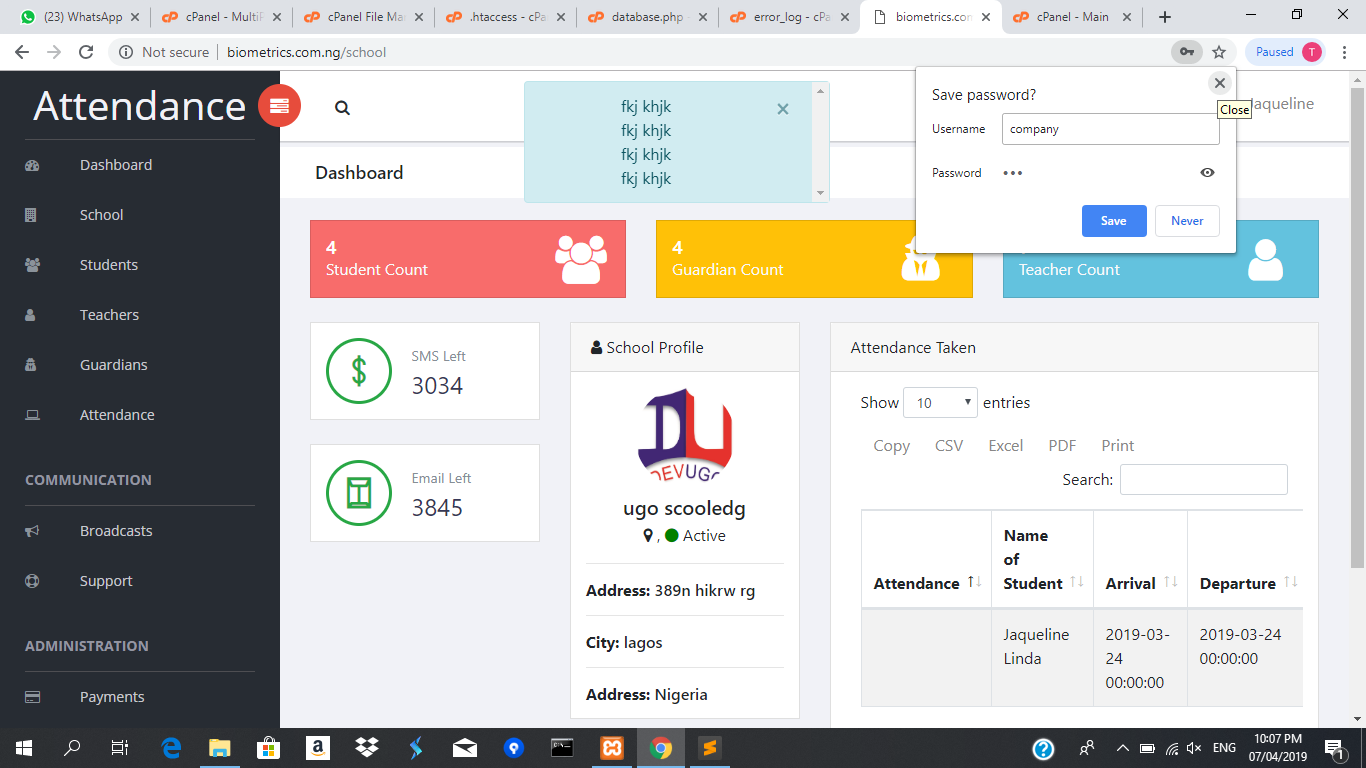 (23) WhatsApp
cPanel - MultiP
cPanel File Ma
.htaccess - cPa
database.php -
error_log - cPa
biometrics.con
cPanel - Main
Not secure | biometrics.com.ng/school
Paused T
Attendance
Dashboard
School
Students
Teachers
Guardians
Attendance
COMMUNICATION
Broadcasts
Support
ADMINISTRATION
Payments
fkj khjk
fkj khjk
fkj khjk
fkj khjk
Jaqueline
Save password?
Close
Username company
Password •••
Save Never
Dashboard
4
Student Count
4
Guardian Count
Teacher Count
SMS Left
3034
Email Left
3845
School Profile
DU
DEVUGO
ugo scooledg
, Active
Address: 389n hikrw rg
City: lagos
Address: Nigeria
Attendance Taken
Show 10 entries
Copy CSV Excel PDF Print
Search:
Attendance
Name of Student
Arrival
Departure
Jaqueline Linda
2019-03-24 00:00:00
2019-03-24 00:00:00
ENG
10:07 PM
07/04/2019
1